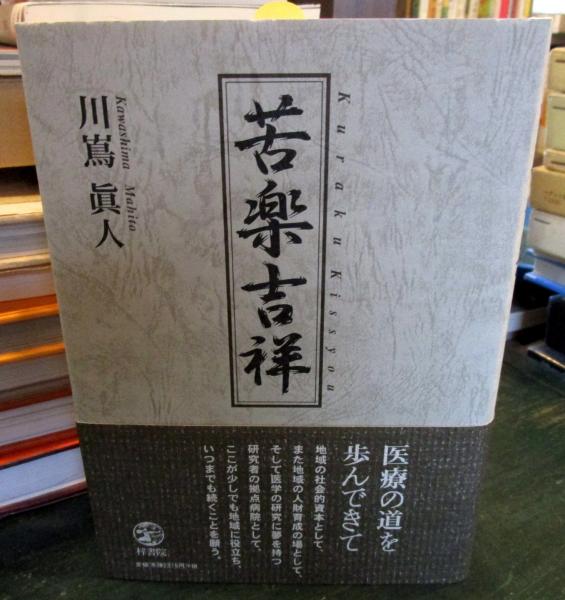 苦楽吉祥
Kuraku Kissyou
川嶌 眞人
Kawashima Mahito
医療の道を
歩んできて
地域の社会的資本として、
また地域の人財育成の場として、
そして医学の研究に夢を持つ
研究者の拠点病院として、
ここが少しでも地域に役立ち、
いつまでも続くことを願う。
梓書院